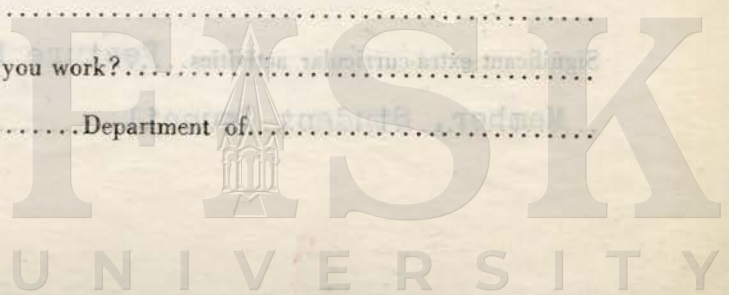 .............................................
Significant extra-curricular activities..Lecture
you work?.............................................
Member, Student Council
......Department of.............................................
FISK
UNIVERSITY